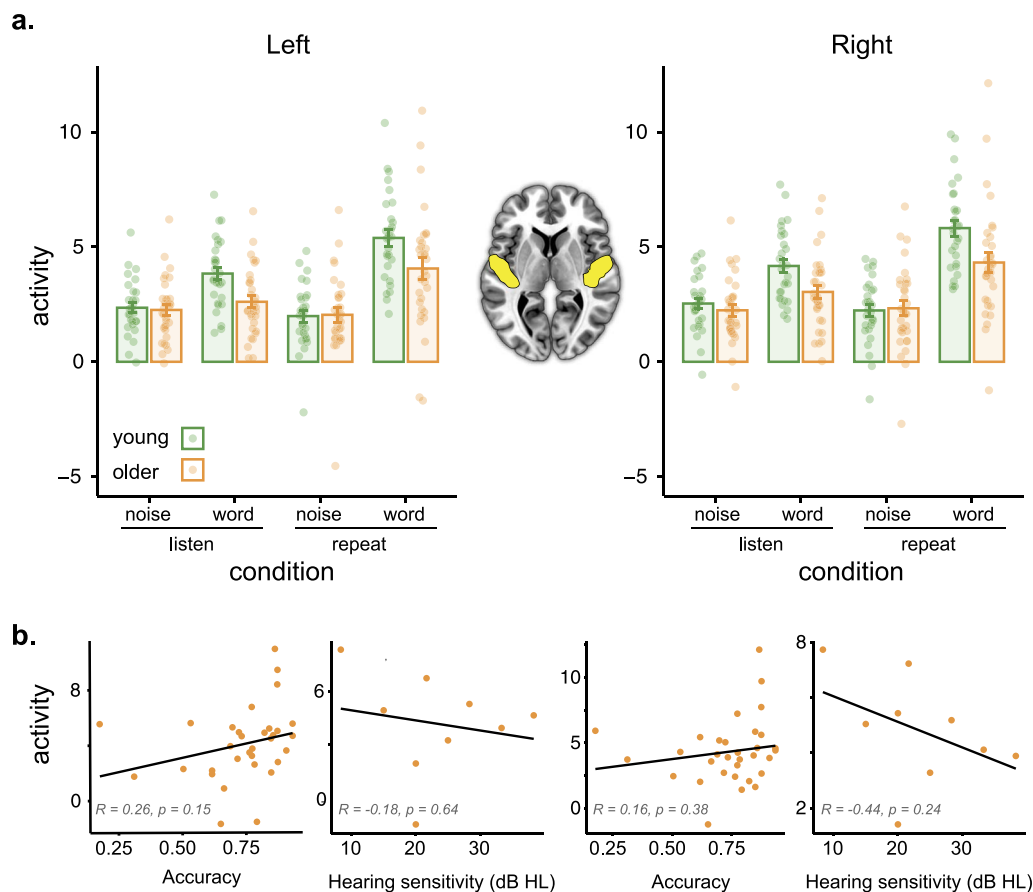 a.
Left
Right
activity
10
5
0
−5
young
older
noise word noise word
listen repeat
condition
10
5
0
−5
noise word noise word
listen repeat
condition
b.
activity
8
4
0
R = 0.26, p = 0.15
0.25 0.50 0.75
Accuracy
6
3
0
R = -0.18, p = 0.64
10 20 30
Hearing sensitivity (dB HL)
10
5
0
R = 0.16, p = 0.38
0.25 0.50 0.75
Accuracy
8
6
4
2
R = -0.44, p = 0.24
10 20 30
Hearing sensitivity (dB HL)